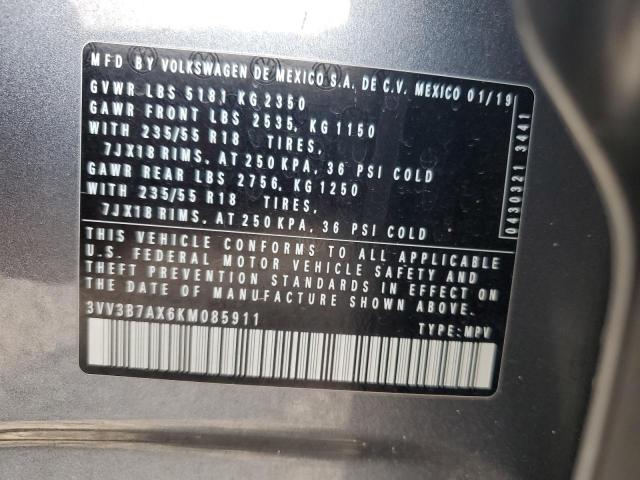 MFD BY VOLKSWAGEN DE MEXICO S.A. DE C.V. MEXICO 01/19
GVWR LBS 5181 KG 2350
GAWR FRONT LBS 2535, KG 1150
WITH 235/55 R18 TIRES,
7JX18 RIMS, AT 250 KPA, 36 PSI COLD
GAWR REAR LBS 2756, KG 1250
WITH 235/55 R18 TIRES,
7JX18 RIMS, AT 250 KPA, 36 PSI COLD
THIS VEHICLE CONFORMS TO ALL APPLICABLE
U.S. FEDERAL MOTOR VEHICLE SAFETY AND
THEFT PREVENTION STANDARDS IN EFFECT ON
THE DATE OF MANUFACTURE SHOWN ABOVE.
3VV3B7AX6KM085911 TYPE: MPV
0430321 3441